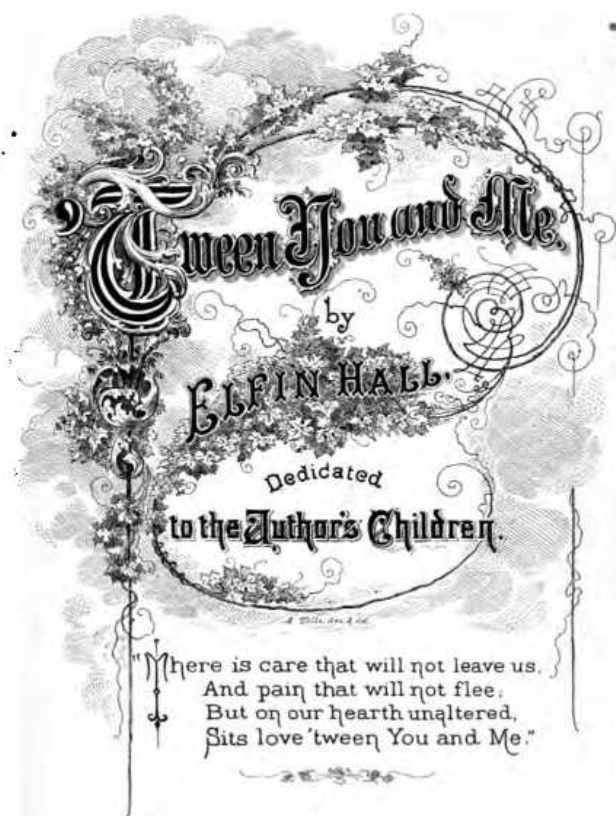 'Tween You and Me.
by
ELFIN HALL.
Dedicated
to the Author's Children.
"There is care that will not leave us,
And pain that will not flee;
But on our hearth unaltered,
Sits love 'tween You and Me."